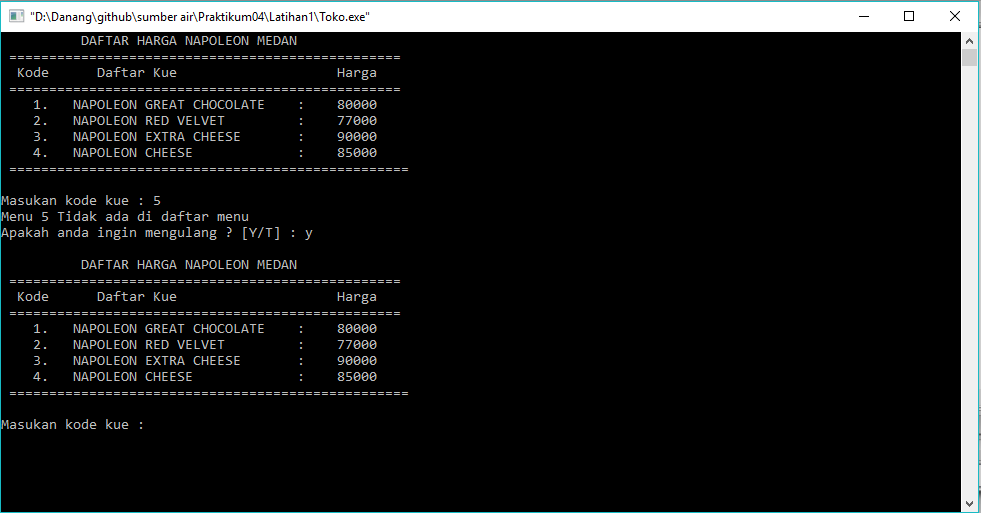 "D:\Danang\github\sumber air\Praktikum04\Latihan1\Toko.exe"
DAFTAR HARGA NAPOLEON MEDAN
=================================================
Kode      Daftar Kue                    Harga
=================================================
1.   NAPOLEON GREAT CHOCOLATE    :    80000
2.   NAPOLEON RED VELVET         :    77000
3.   NAPOLEON EXTRA CHEESE       :    90000
4.   NAPOLEON CHEESE             :    85000
==================================================
Masukan kode kue : 5
Menu 5 Tidak ada di daftar menu
Apakah anda ingin mengulang ? [Y/T] : y
DAFTAR HARGA NAPOLEON MEDAN
=================================================
Kode      Daftar Kue                    Harga
=================================================
1.   NAPOLEON GREAT CHOCOLATE    :    80000
2.   NAPOLEON RED VELVET         :    77000
3.   NAPOLEON EXTRA CHEESE       :    90000
4.   NAPOLEON CHEESE             :    85000
==================================================
Masukan kode kue :